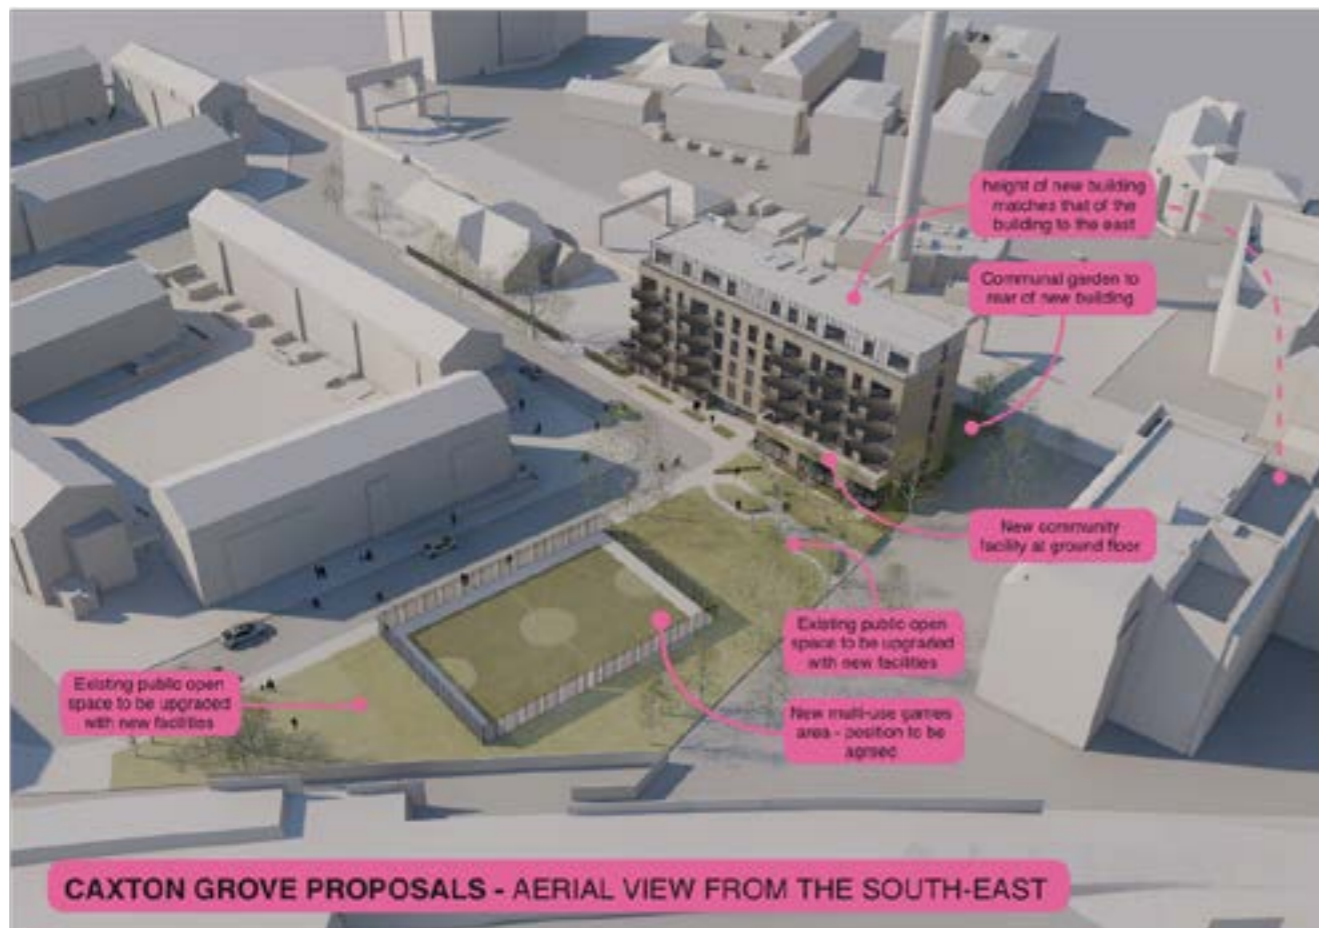 height of new building
matches that of the
building to the east
Communal garden to
rear of new building
New community
facility at ground floor
Existing public open
space to be upgraded
with new facilities
Existing public open
space to be upgraded
with new facilities
New multi-use games
area - position to be
agreed
CAXTON GROVE PROPOSALS - AERIAL VIEW FROM THE SOUTH-EAST